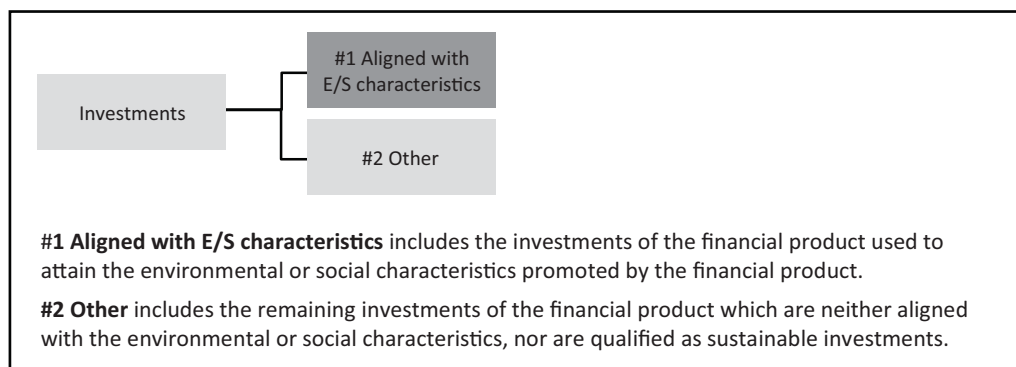 #1 Aligned with
E/S characteristics
Investments
#2 Other
#1 Aligned with E/S characteristics includes the investments of the financial product used to
attain the environmental or social characteristics promoted by the financial product.
#2 Other includes the remaining investments of the financial product which are neither aligned
with the environmental or social characteristics, nor are qualified as sustainable investments.